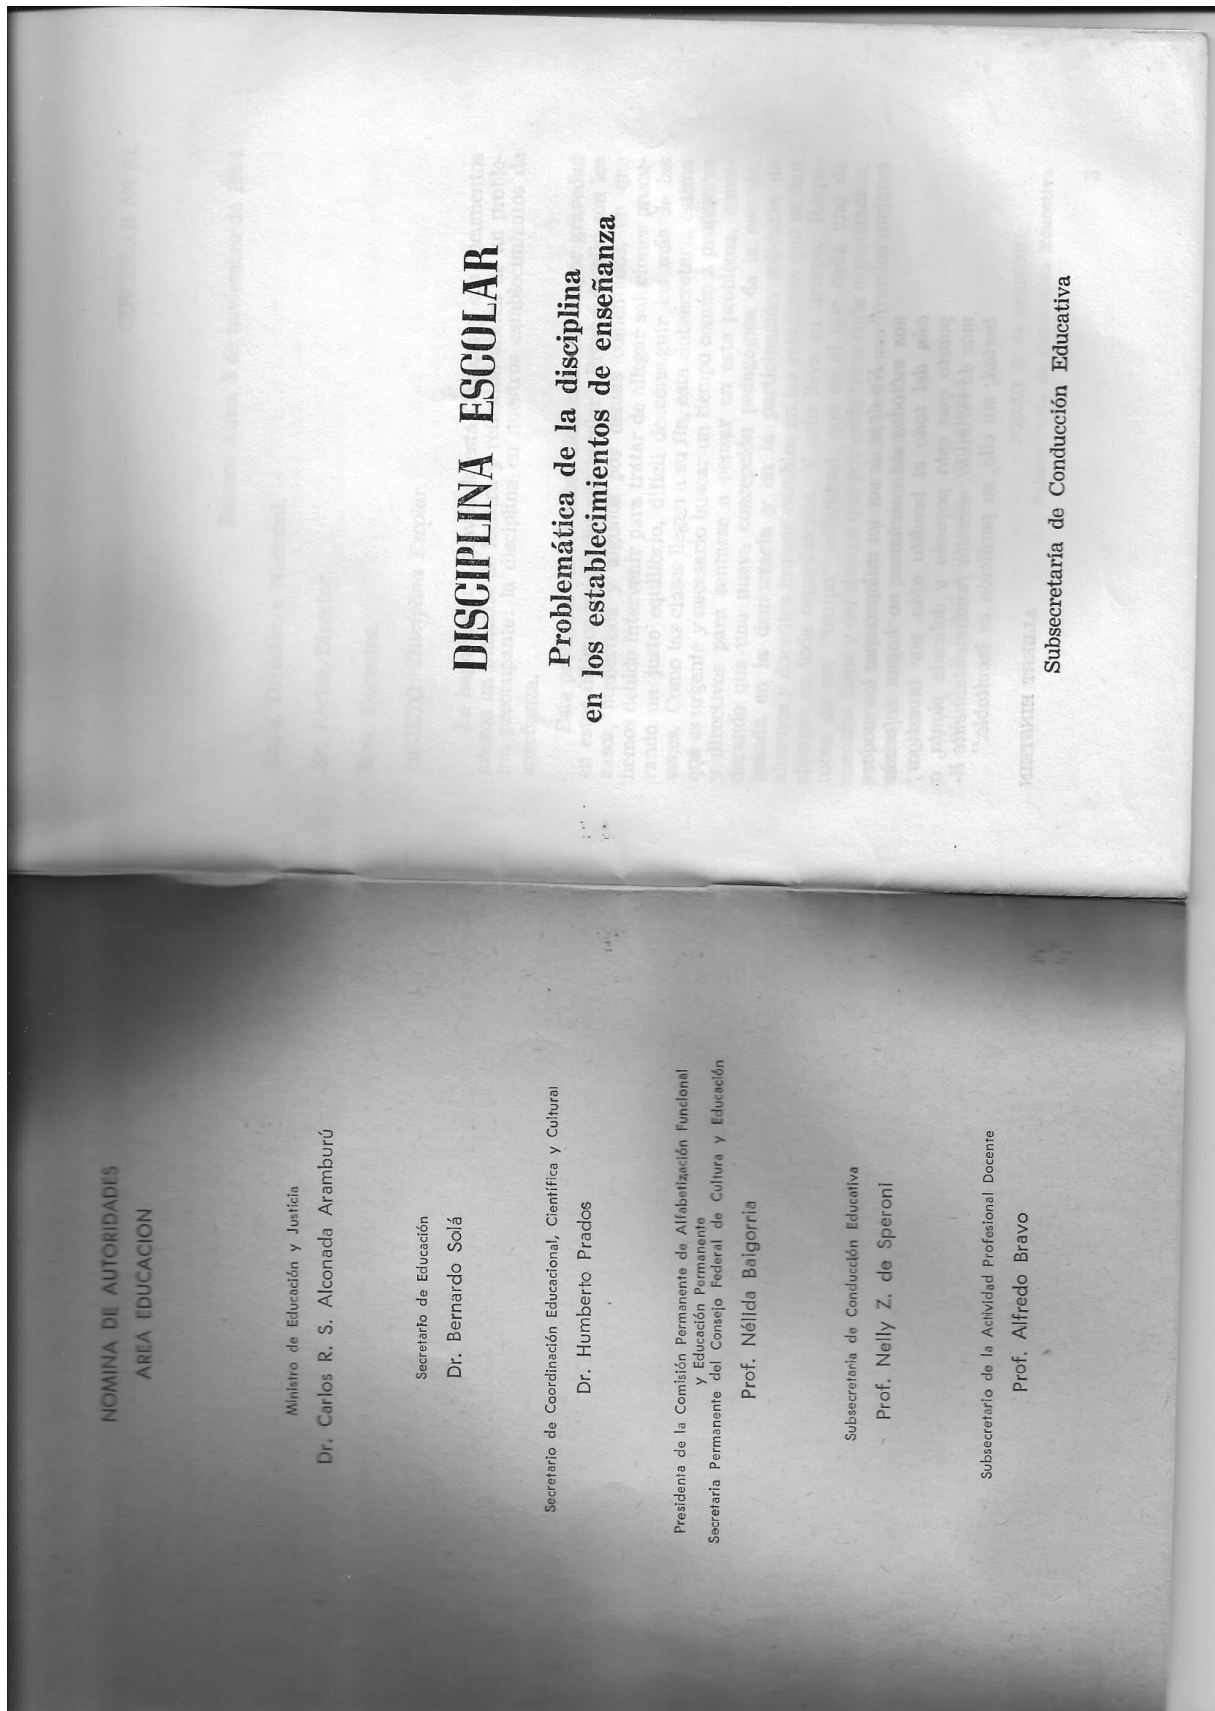 NOMINA DE AUTORIDADES
AREA EDUCACION
Ministro de Educación y Justicia
Dr. Carlos R. S. Alconada Aramburú
Secretario de Educación
Dr. Bernardo Solá
Secretario de Coordinación Educacional, Científica y Cultural
Dr. Humberto Prados
Presidenta de la Comisión Permanente de Alfabetización Funcional
y Educación Permanente
Secretaria Permanente del Consejo Federal de Cultura y Educación
Prof. Nélida Baigorria
Subsecretaria de Conducción Educativa
Prof. Nelly Z. de Speroni
Subsecretario de la Actividad Profesional Docente
Prof. Alfredo Bravo
DISCIPLINA ESCOLAR
Problemática de la disciplina
en los establecimientos de enseñanza
Subsecretaría de Conducción Educativa